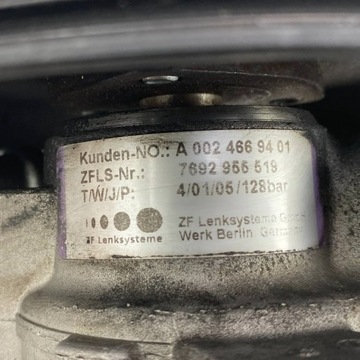 Kunden-NO.: A 002 466 94 01
ZFLS-Nr.: 7692 955 519
T/W/J/P: 4/01/05/128bar
ZF Lenksysteme
ZF Lenksysteme
Werk Berlin, Germany